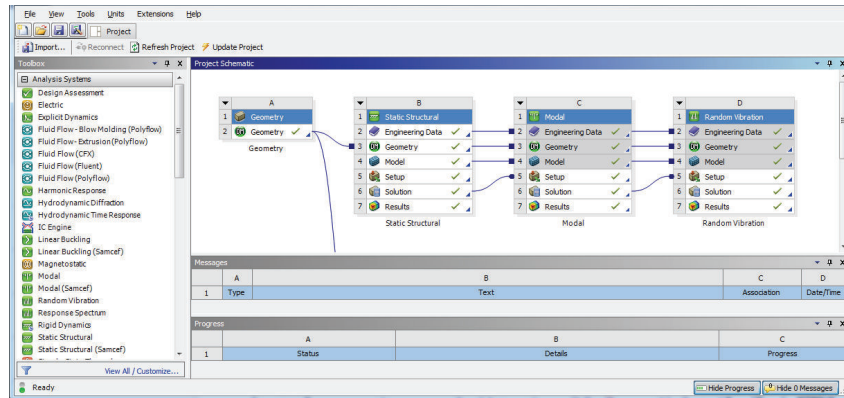 File View Tools Units Extensions Help
Project
Import... Reconnect Refresh Project Update Project
Toolbox
Analysis Systems
Design Assessment
Electric
Explicit Dynamics
Fluid Flow - Blow Molding (Polyflow)
Fluid Flow - Extrusion (Polyflow)
Fluid Flow (CFX)
Fluid Flow (Fluent)
Fluid Flow (Polyflow)
Harmonic Response
Hydrodynamic Diffraction
Hydrodynamic Time Response
IC Engine
Linear Buckling
Linear Buckling (Samcef)
Magnetostatic
Modal
Modal (Samcef)
Random Vibration
Response Spectrum
Rigid Dynamics
Static Structural
Static Structural (Samcef)
View All / Customize...
Project Schematic
A
1 Geometry
2 Geometry
Geometry
B
1 Static Structural
2 Engineering Data
3 Geometry
4 Model
5 Setup
6 Solution
7 Results
Static Structural
C
1 Modal
2 Engineering Data
3 Geometry
4 Model
5 Setup
6 Solution
7 Results
Modal
D
1 Random Vibration
2 Engineering Data
3 Geometry
4 Model
5 Setup
6 Solution
7 Results
Random Vibration
Messages
A B C D
1 Type Text Association Date/Time
Progress
A B C
1 Status Details Progress
Ready
Hide Progress Hide 0 Messages